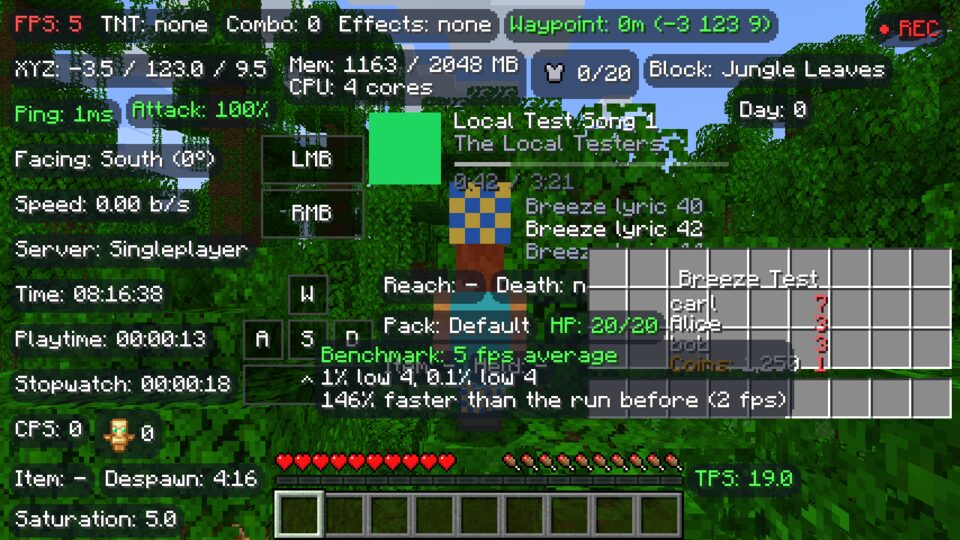 FPS: 5 TNT: none Combo: 0 Effects: none Waypoint: 0m (-3 123 9) REC
XYZ: -3.5 / 123.0 / 9.5 Mem: 1163 / 2048 MB 0/20 Block: Jungle Leaves
CPU: 4 cores
Ping: 1ms Attack: 100% Day: 0
Local Test Song 1
The Local Testers
Facing: South (0°) LMB
0:42 / 3:21
Speed: 0.00 b/s RMB Breeze lyric 40
Breeze lyric 42
Server: Singleplayer Breeze lyric
Breeze Test
Time: 08:16:38 W Reach: - Death:
carl 7
Alice 3
Playtime: 00:00:13 A S D Pack: Default HP: 20/20
bob 3
Benchmark: 5 fps average
Coins: 1,250 1
Stopwatch: 00:00:18 ^ 1% low 4, 0.1% low 4
146% faster than the run before (2 fps)
CPS: 0 0
Item: - Despawn: 4:16 TPS: 19.0
Saturation: 5.0